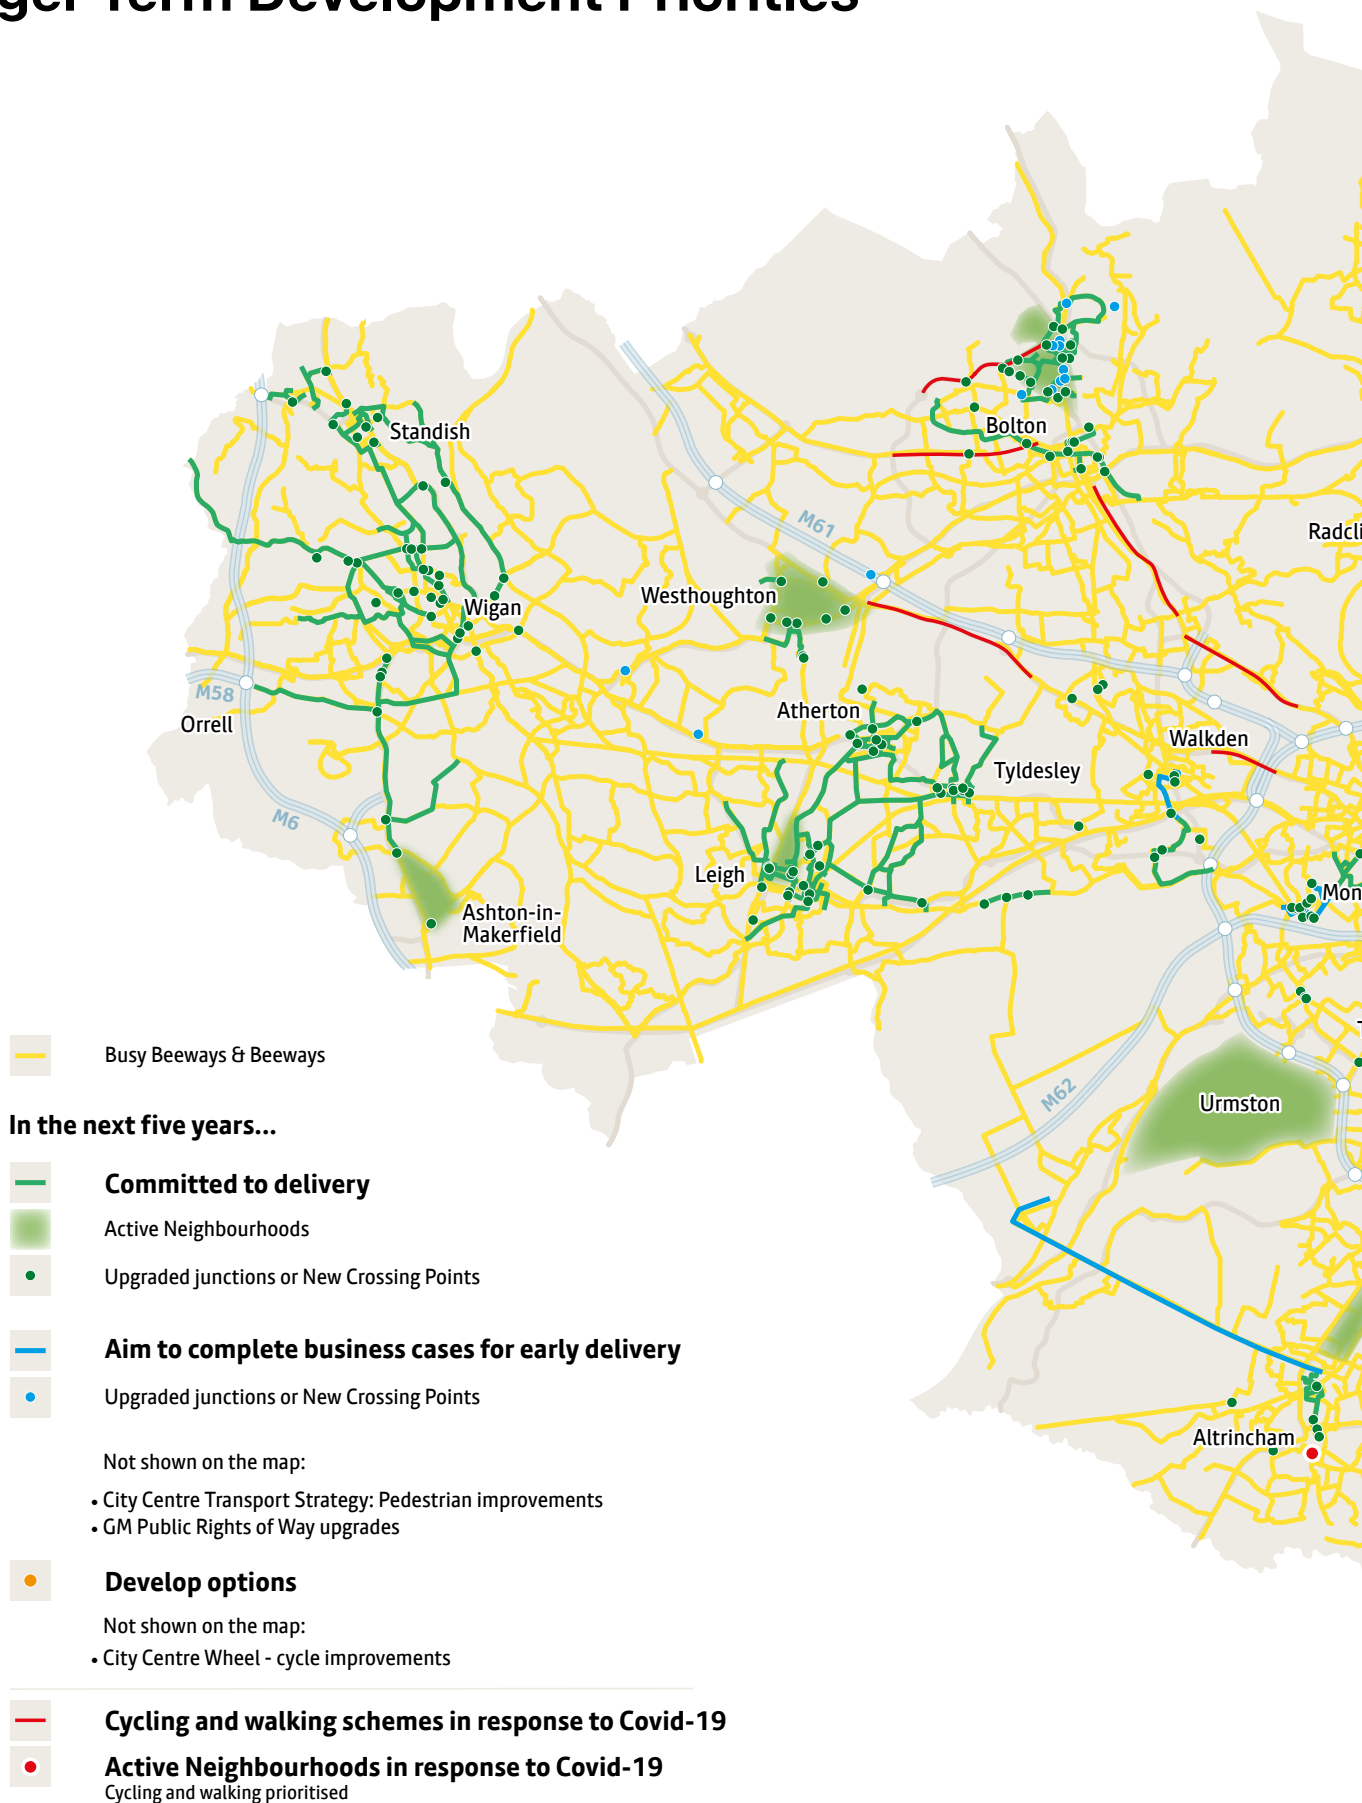 Term Development Priorities
Standish
Bolton
M61
Radcli
Westhoughton
Wigan
M58
Orrell
Atherton
Walkden
Tyldesley
M6
Leigh
Mon
Ashton-in-
Makerfield
M62
Urmston
Altrincham
Busy Beeways & Beeways
In the next five years...
Committed to delivery
Active Neighbourhoods
Upgraded junctions or New Crossing Points
Aim to complete business cases for early delivery
Upgraded junctions or New Crossing Points
Not shown on the map:
• City Centre Transport Strategy: Pedestrian improvements
• GM Public Rights of Way upgrades
Develop options
Not shown on the map:
• City Centre Wheel - cycle improvements
Cycling and walking schemes in response to Covid-19
Active Neighbourhoods in response to Covid-19
Cycling and walking prioritised